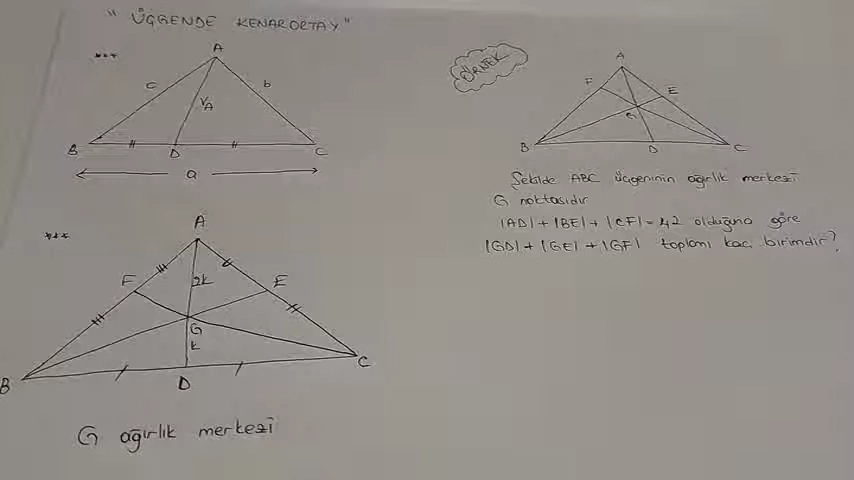 " ÜÇGENDE KENARORTAY "
***
A
c
b
VA
B
D
C
a
***
A
F
2k
E
G
k
B
D
C
G ağırlık merkezi
ÖRNEK
A
F
E
G
B
D
C
Şekilde ABC üçgeninin ağırlık merkezi
G noktasıdır
|AD| + |BE| + |CF| = 42 olduğuna göre
|GD| + |GE| + |GF| toplamı kaç birimdir?